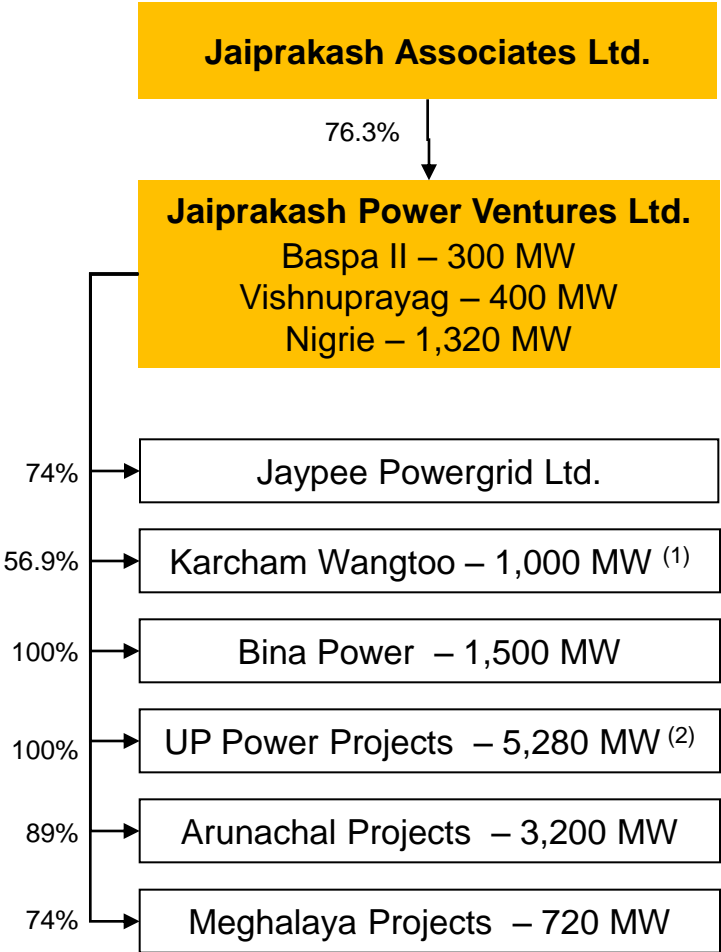 Jaiprakash Associates Ltd.
76.3%
Jaiprakash Power Ventures Ltd.
Baspa II – 300 MW
Vishnuprayag – 400 MW
Nigrie – 1,320 MW
74%
Jaypee Powergrid Ltd.
56.9%
Karcham Wangtoo – 1,000 MW (1)
100%
Bina Power – 1,500 MW
100%
UP Power Projects – 5,280 MW (2)
89%
Arunachal Projects – 3,200 MW
74%
Meghalaya Projects – 720 MW